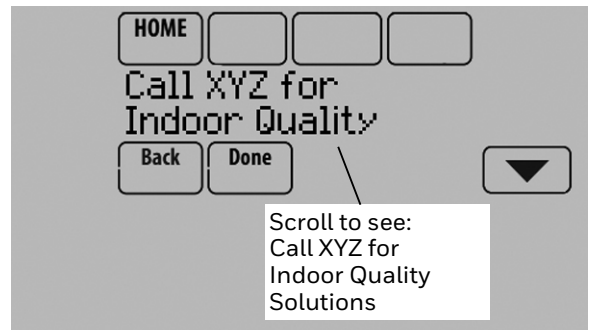 HOME
Call XYZ for
Indoor Quality
Back Done
Scroll to see:
Call XYZ for
Indoor Quality
Solutions